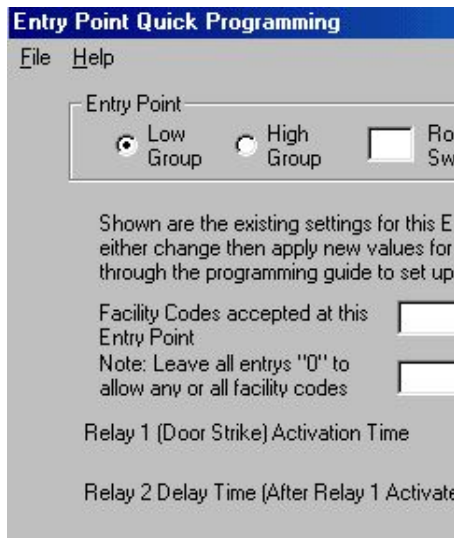 Entry Point Quick Programming
File Help
Entry Point
Low Group
High Group
Ro
Sw
Shown are the existing settings for this E
either change then apply new values for
through the programming guide to set up
Facility Codes accepted at this
Entry Point
Note: Leave all entrys "0" to
allow any or all facility codes
Relay 1 (Door Strike) Activation Time
Relay 2 Delay Time (After Relay 1 Activate